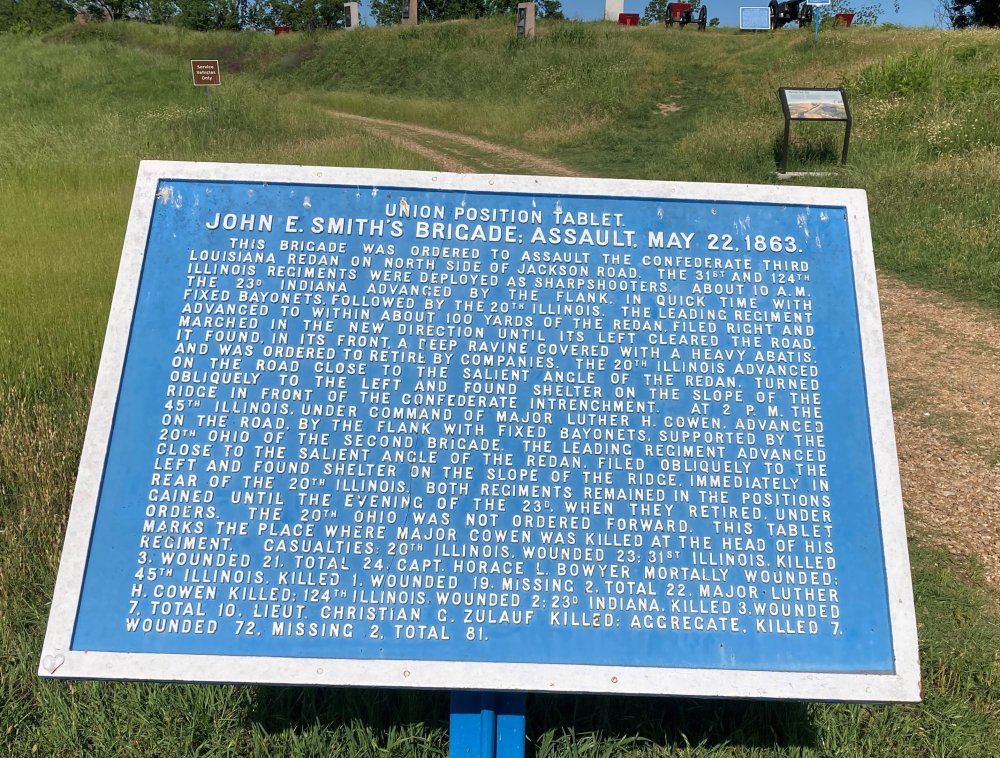 Service
Vehicles
Only
UNION POSITION TABLET.
JOHN E. SMITH'S BRIGADE; ASSAULT, MAY 22, 1863.
THIS BRIGADE WAS ORDERED TO ASSAULT THE CONFEDERATE THIRD
LOUISIANA REDAN ON NORTH SIDE OF JACKSON ROAD. THE 31ST AND 124TH
ILLINOIS REGIMENTS WERE DEPLOYED AS SHARPSHOOTERS. ABOUT 10 A.M.
THE 23D INDIANA ADVANCED BY THE FLANK, IN QUICK TIME WITH
FIXED BAYONETS, FOLLOWED BY THE 20TH ILLINOIS. THE LEADING REGIMENT
ADVANCED TO WITHIN ABOUT 100 YARDS OF THE REDAN, FILED RIGHT AND
MARCHED IN THE NEW DIRECTION UNTIL ITS LEFT CLEARED THE ROAD.
IT FOUND, IN ITS FRONT, A DEEP RAVINE COVERED WITH A HEAVY ABATIS,
AND WAS ORDERED TO RETIRE BY COMPANIES. THE 20TH ILLINOIS ADVANCED
ON THE ROAD CLOSE TO THE SALIENT ANGLE OF THE REDAN, TURNED
OBLIQUELY TO THE LEFT AND FOUND SHELTER ON THE SLOPE OF THE
RIDGE IN FRONT OF THE CONFEDERATE INTRENCHMENT. AT 2 P.M. THE
45TH ILLINOIS, UNDER COMMAND OF MAJOR LUTHER H. COWEN, ADVANCED
ON THE ROAD, BY THE FLANK WITH FIXED BAYONETS, SUPPORTED BY THE
20TH OHIO OF THE SECOND BRIGADE. THE LEADING REGIMENT ADVANCED
CLOSE TO THE SALIENT ANGLE OF THE REDAN, FILED OBLIQUELY TO THE
LEFT AND FOUND SHELTER ON THE SLOPE OF THE RIDGE, IMMEDIATELY IN
REAR OF THE 20TH ILLINOIS. BOTH REGIMENTS REMAINED IN THE POSITIONS
GAINED UNTIL THE EVENING OF THE 23D, WHEN THEY RETIRED, UNDER
ORDERS. THE 20TH OHIO WAS NOT ORDERED FORWARD. THIS TABLET
MARKS THE PLACE WHERE MAJOR COWEN WAS KILLED AT THE HEAD OF HIS
REGIMENT. CASUALTIES: 20TH ILLINOIS, WOUNDED 23; 31ST ILLINOIS, KILLED
3, WOUNDED 21, TOTAL 24, CAPT. HORACE L. BOWYER MORTALLY WOUNDED;
45TH ILLINOIS, KILLED 1, WOUNDED 19, MISSING 2, TOTAL 22, MAJOR LUTHER
H. COWEN KILLED; 124TH ILLINOIS, WOUNDED 2; 23D INDIANA, KILLED 3, WOUNDED
7, TOTAL 10, LIEUT. CHRISTIAN G. ZULAUF KILLED; AGGREGATE, KILLED 7,
WOUNDED 72, MISSING 2, TOTAL 81.